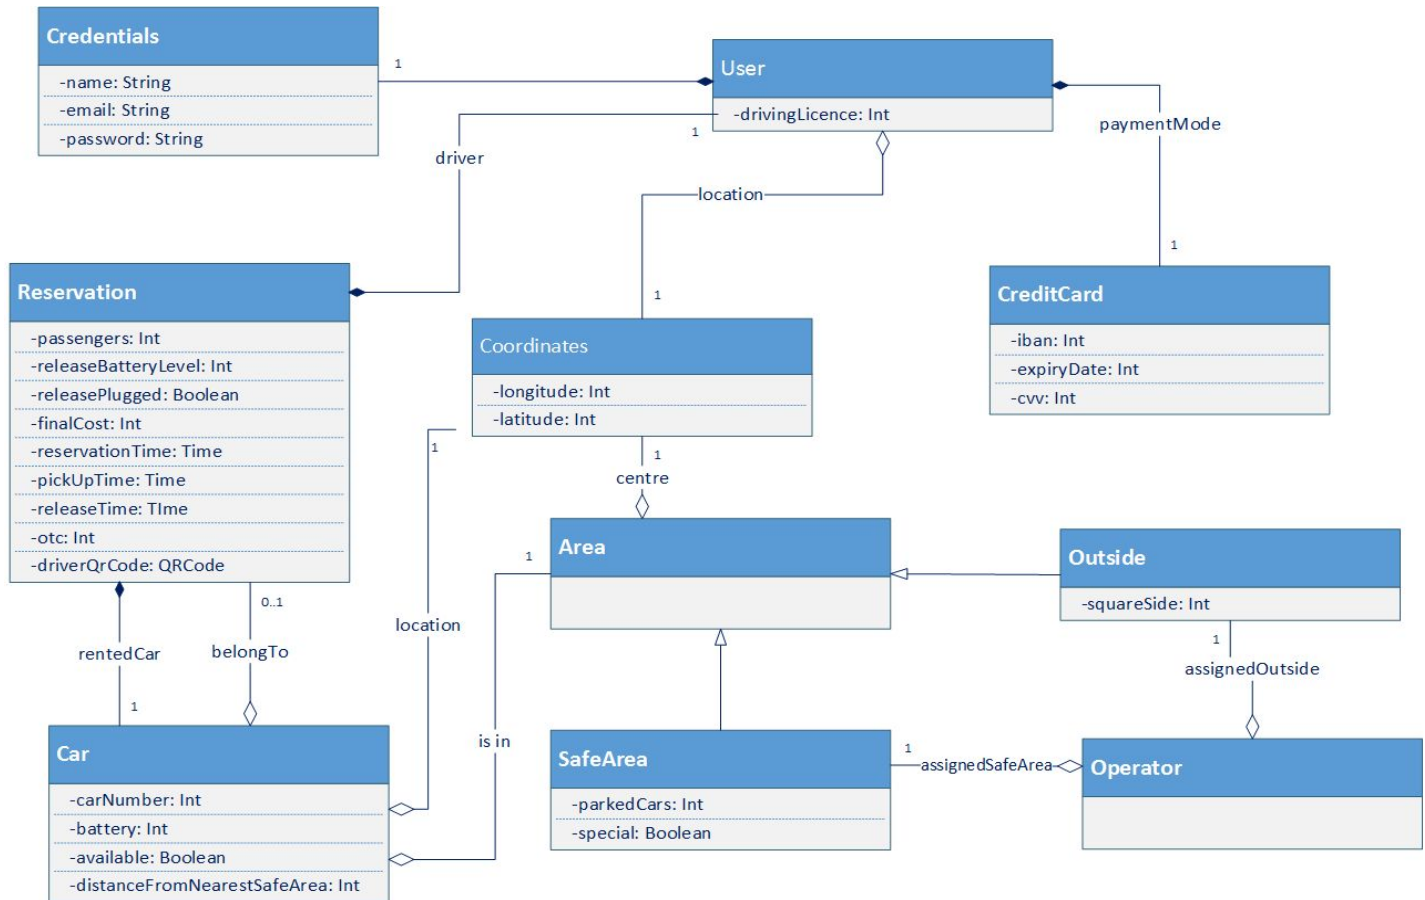 Credentials
-name: String
-email: String
-password: String
1
User
-drivingLicence: Int
1
driver
location
paymentMode
1
1
Reservation
-passengers: Int
-releaseBatteryLevel: Int
-releasePlugged: Boolean
-finalCost: Int
-reservationTime: Time
-pickUpTime: Time
-releaseTime: TIme
-otc: Int
-driverQrCode: QRCode
Coordinates
-longitude: Int
-latitude: Int
CreditCard
-iban: Int
-expiryDate: Int
-cvv: Int
1
1
centre
Area
1
Outside
-squareSide: Int
0..1
rentedCar
belongTo
location
1
assignedOutside
1
is in
Car
-carNumber: Int
-battery: Int
-available: Boolean
-distanceFromNearestSafeArea: Int
SafeArea
-parkedCars: Int
-special: Boolean
1
assignedSafeArea
Operator